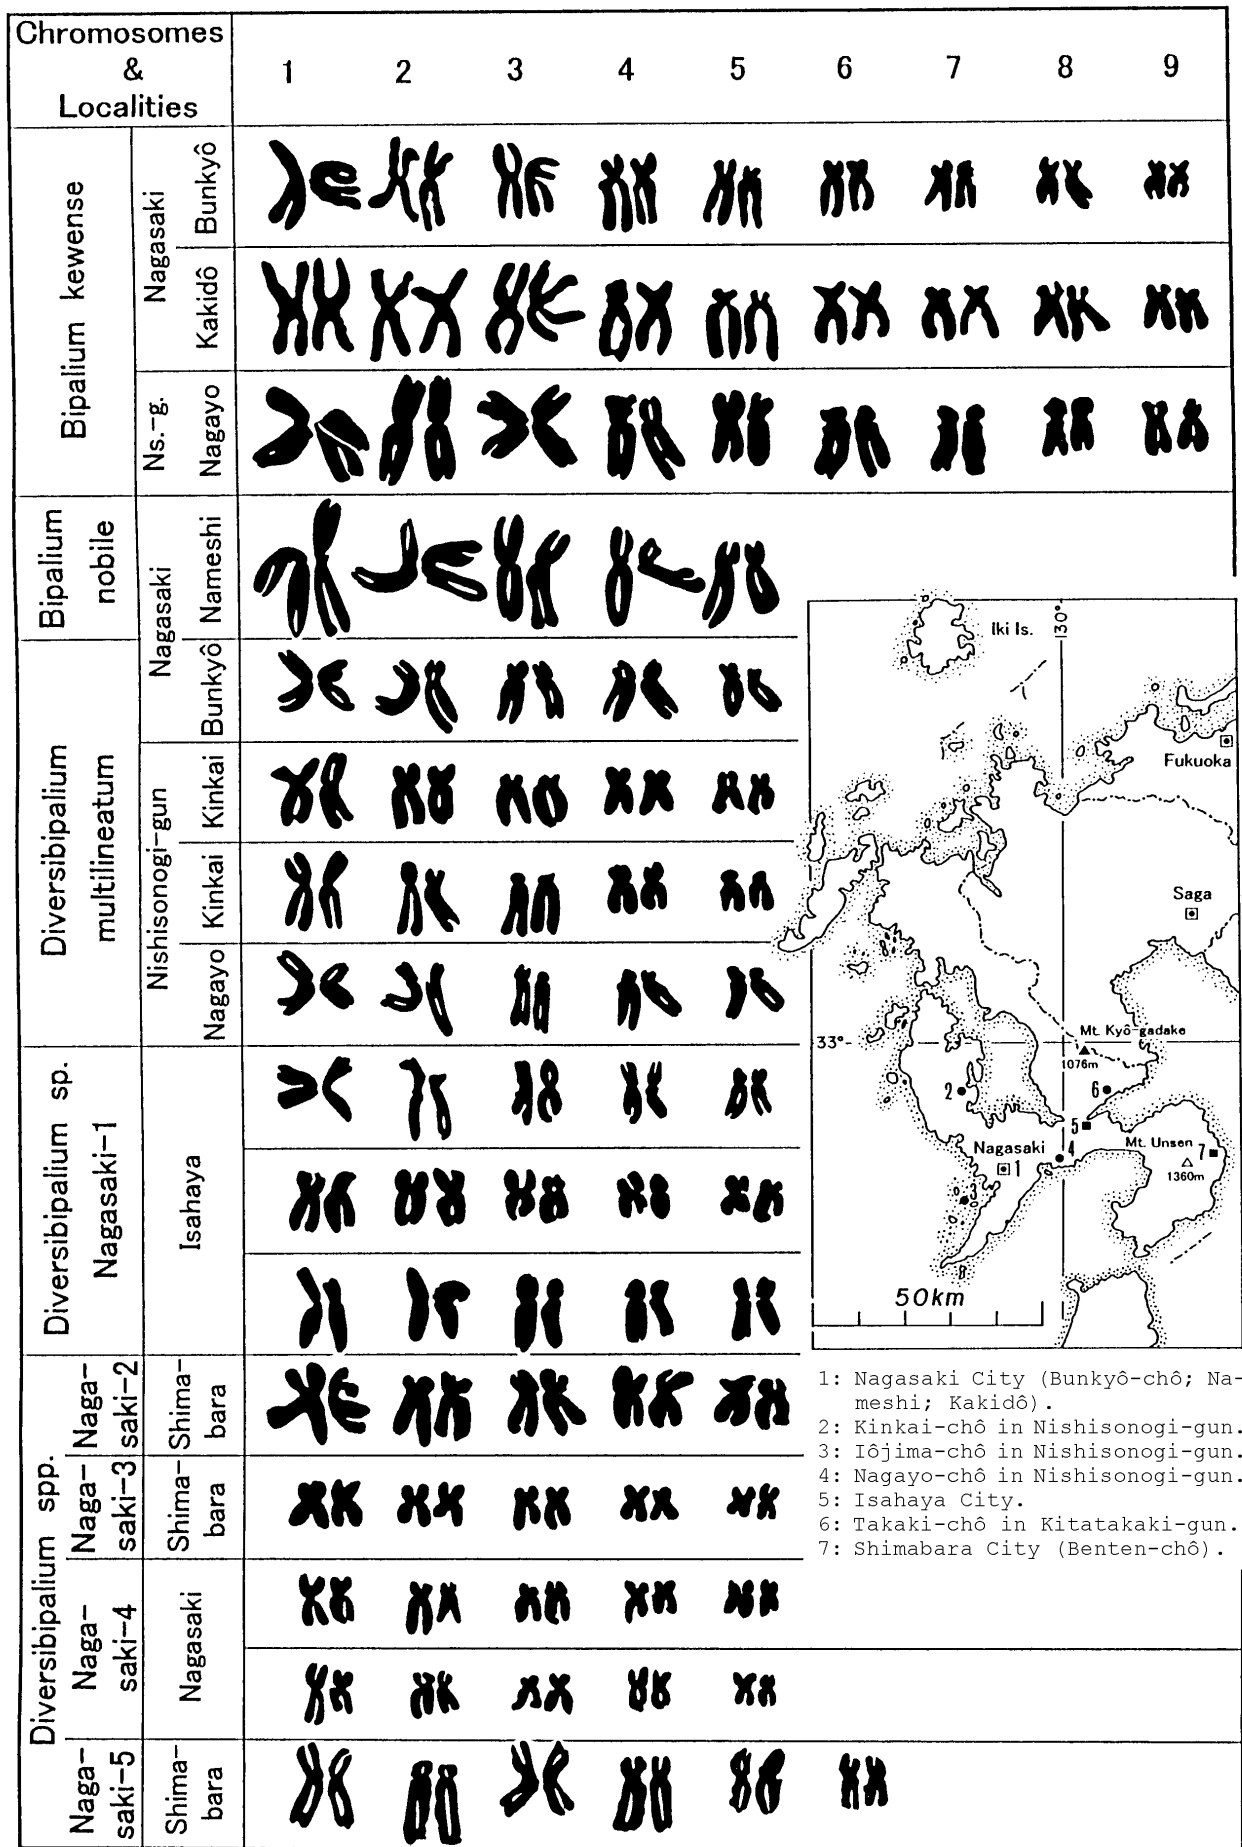 Chromosomes
&
Localities
1 2 3 4 5 6 7 8 9
Bipalium kewense
Nagasaki
Bunkyô
Kakidô
Ns.-g.
Nagayo
Bipalium
nobile
Nagasaki
Nameshi
Diversibipalium
multilineatum
Bunkyô
Nishisonogi-gun
Kinkai
Kinkai
Nagayo
Diversibipalium sp.
Nagasaki-1
Isahaya
Diversibipalium spp.
Naga-
saki-2
Shima-
bara
Naga-
saki-3
Shima-
bara
Naga-
saki-4
Nagasaki
Naga-
saki-5
Shima-
bara
Iki Is.
130°
Fukuoka
Saga
33°
Mt. Kyô-gadake
1076m
2
6
5
4
Nagasaki
1
Mt. Unsen
7
1360m
3
50km
1: Nagasaki City (Bunkyô-chô; Na-
meshi; Kakidô).
2: Kinkai-chô in Nishisonogi-gun.
3: Iôjima-chô in Nishisonogi-gun.
4: Nagayo-chô in Nishisonogi-gun.
5: Isahaya City.
6: Takaki-chô in Kitatakaki-gun.
7: Shimabara City (Benten-chô).